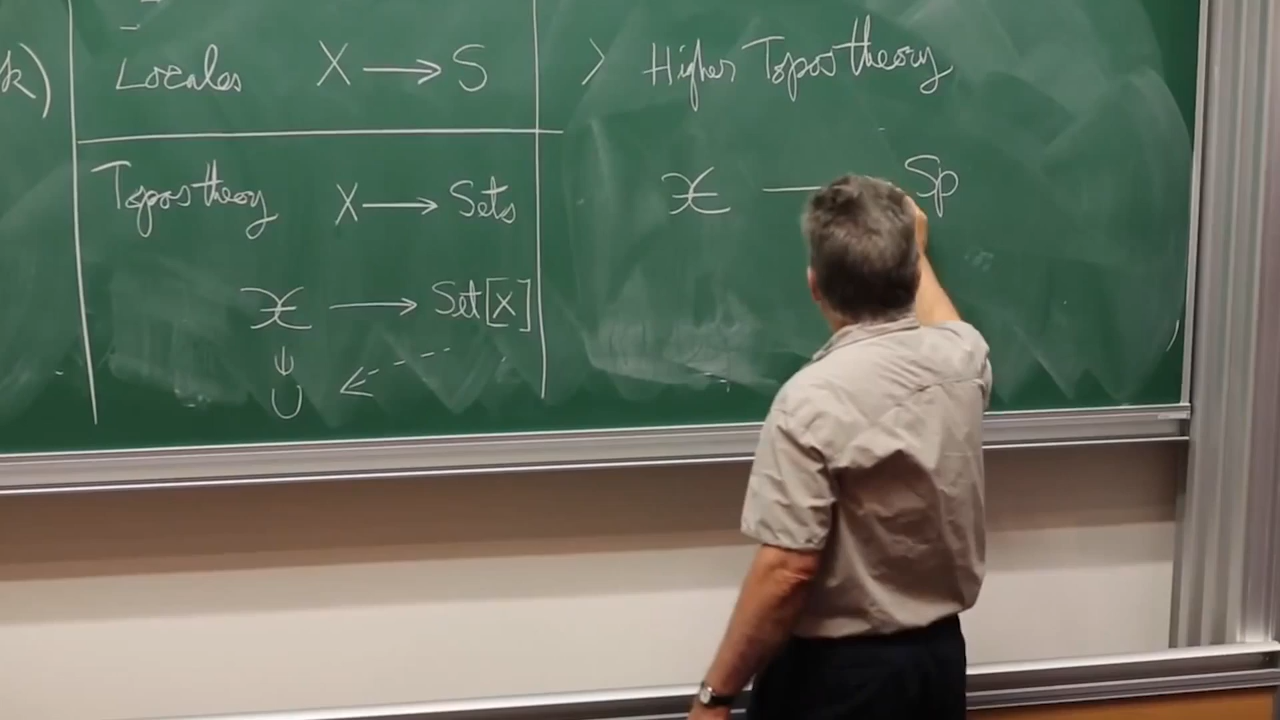 k)
Locales X ⟶ S
Topos theory X ⟶ Sets
𝒳 ⟶ Set[X]
U
> Higher Topos theory
𝒳 — Sp